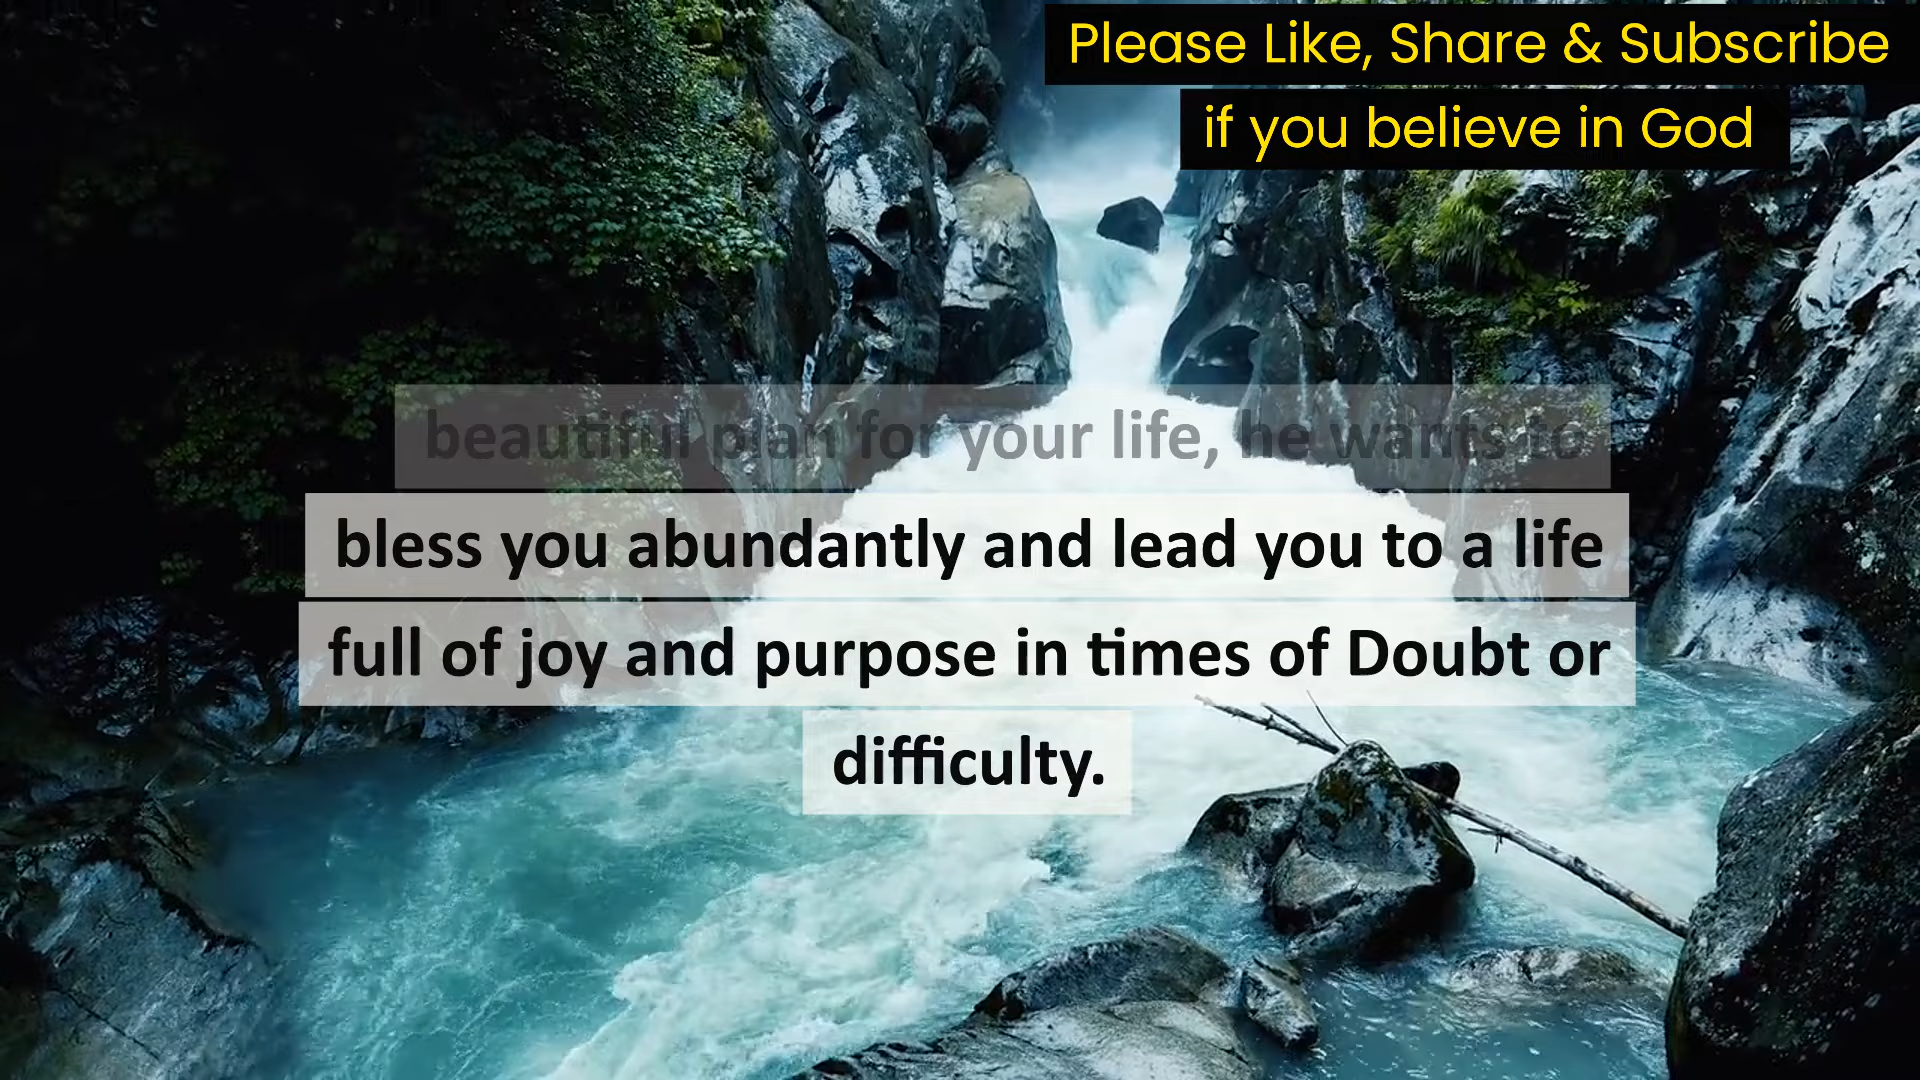 Please Like, Share & Subscribe
if you believe in God
beautiful plan for your life, he wants to
bless you abundantly and lead you to a life
full of joy and purpose in times of Doubt or
difficulty.